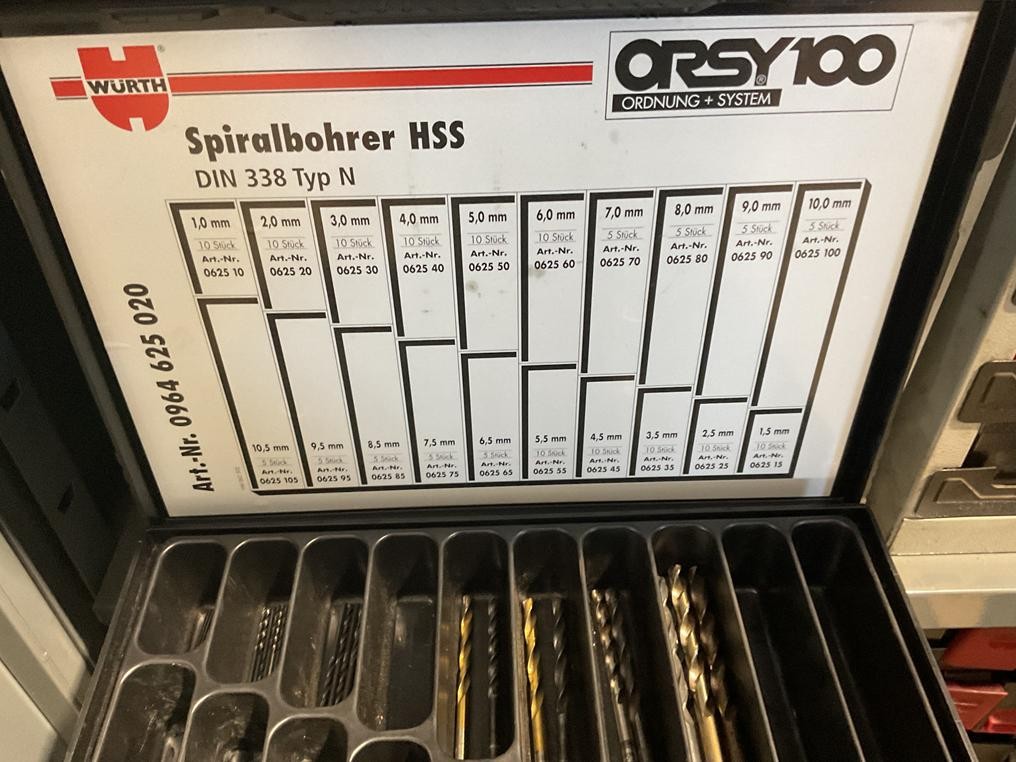 WÜRTH
ORSY®100
ORDNUNG + SYSTEM
Spiralbohrer HSS
DIN 338 Typ N
Art.-Nr. 0964 625 020
1,0 mm
10 Stück
Art.-Nr.
0625 10
2,0 mm
10 Stück
Art.-Nr.
0625 20
3,0 mm
10 Stück
Art.-Nr.
0625 30
4,0 mm
10 Stück
Art.-Nr.
0625 40
5,0 mm
10 Stück
Art.-Nr.
0625 50
6,0 mm
10 Stück
Art.-Nr.
0625 60
7,0 mm
5 Stück
Art.-Nr.
0625 70
8,0 mm
5 Stück
Art.-Nr.
0625 80
9,0 mm
5 Stück
Art.-Nr.
0625 90
10,0 mm
5 Stück
Art.-Nr.
0625 100
10,5 mm
5 Stück
Art.-Nr.
0625 105
9,5 mm
5 Stück
Art.-Nr.
0625 95
8,5 mm
5 Stück
Art.-Nr.
0625 85
7,5 mm
5 Stück
Art.-Nr.
0625 75
6,5 mm
5 Stück
Art.-Nr.
0625 65
5,5 mm
10 Stück
Art.-Nr.
0625 55
4,5 mm
10 Stück
Art.-Nr.
0625 45
3,5 mm
10 Stück
Art.-Nr.
0625 35
2,5 mm
10 Stück
Art.-Nr.
0625 25
1,5 mm
10 Stück
Art.-Nr.
0625 15